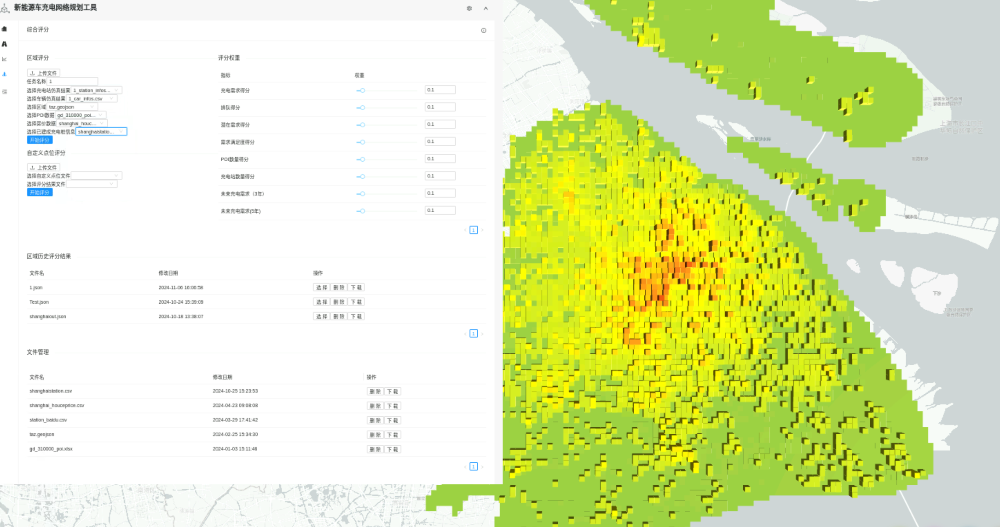 新能源车充电网络规划工具
综合评分
区域评分
上传文件
任务名称 1
选择充电站仿真结果 1_station_infos...
选择车辆仿真结果 1_car_infos.csv
选择区域 taz.geojson
选择POI数据 gd_310000_poi...
选择房价数据 shanghai_houc...
选择已建成充电桩信息 shanghaistatio...
开始评分
自定义点位评分
上传文件
选择自定义点位文件
选择评分结果文件
开始评分
评分权重
指标 权重
充电需求得分 0.1
排队得分 0.1
潜在需求得分 0.1
需求满足度得分 0.1
POI数量得分 0.1
充电站数量得分 0.1
未来充电需求（3年） 0.1
未来充电需求(5年) 0.1
1
区域历史评分结果
文件名 修改日期 操作
1.json 2024-11-06 16:06:58 选择 删除 下载
Test.json 2024-10-24 15:39:09 选择 删除 下载
shanghaiout.json 2024-10-18 13:38:07 选择 删除 下载
1
文件管理
文件名 修改日期 操作
shanghaistation.csv 2024-10-25 15:23:53 删除 下载
shanghai_houceprice.csv 2024-04-23 09:08:08 删除 下载
station_baidu.csv 2024-03-29 17:41:42 删除 下载
taz.geojson 2024-02-25 15:34:30 删除 下载
gd_310000_poi.xlsx 2024-01-03 15:11:46 删除 下载
1
上海市长江口中
华鲟自然保护区
青草沙水库
北港北沙
横沙岛
下沙